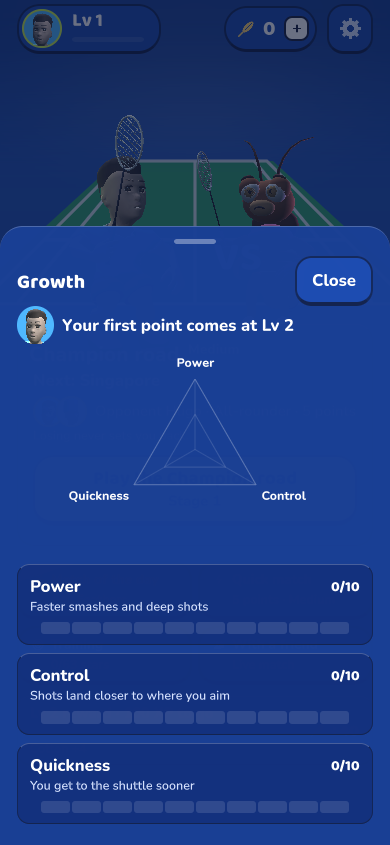 Lv 1
0
+
Growth
Close
Your first point comes at Lv 2
Power
Quickness
Control
Power
0/10
Faster smashes and deep shots
Control
0/10
Shots land closer to where you aim
Quickness
0/10
You get to the shuttle sooner